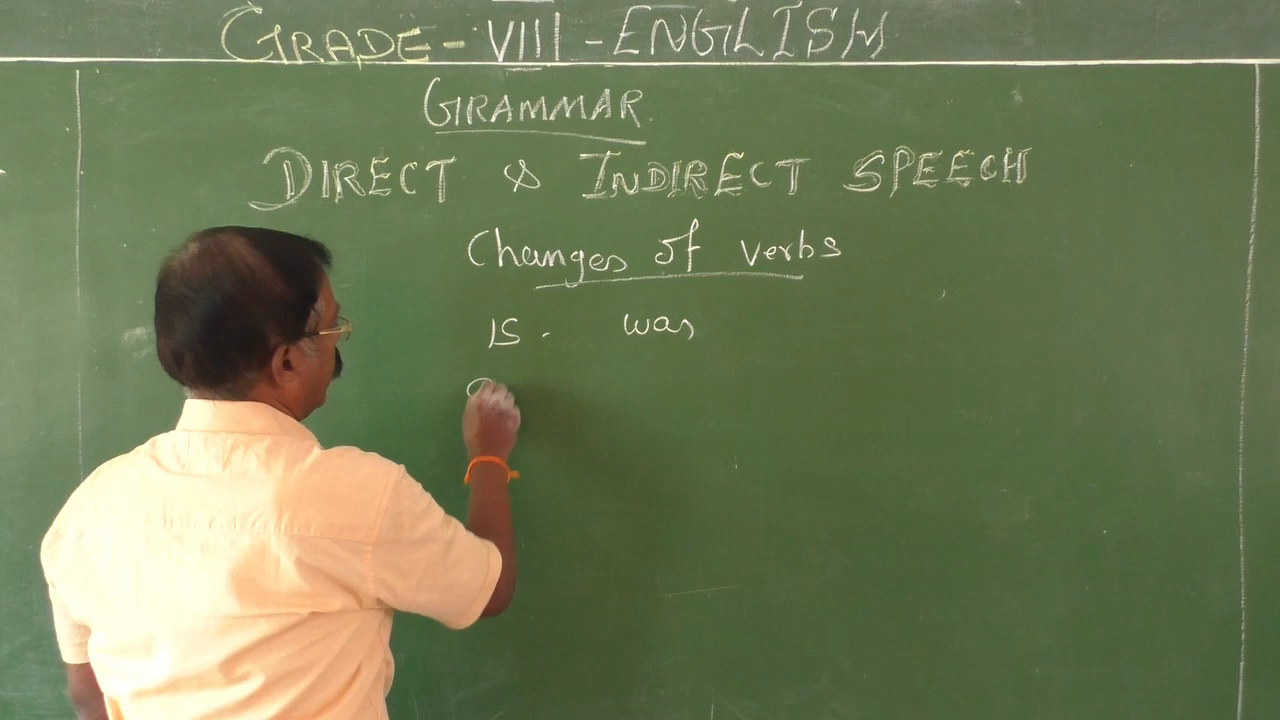 GRADE - VIII - ENGLISH
GRAMMAR
DIRECT & INDIRECT SPEECH
Changes of verbs
is - was